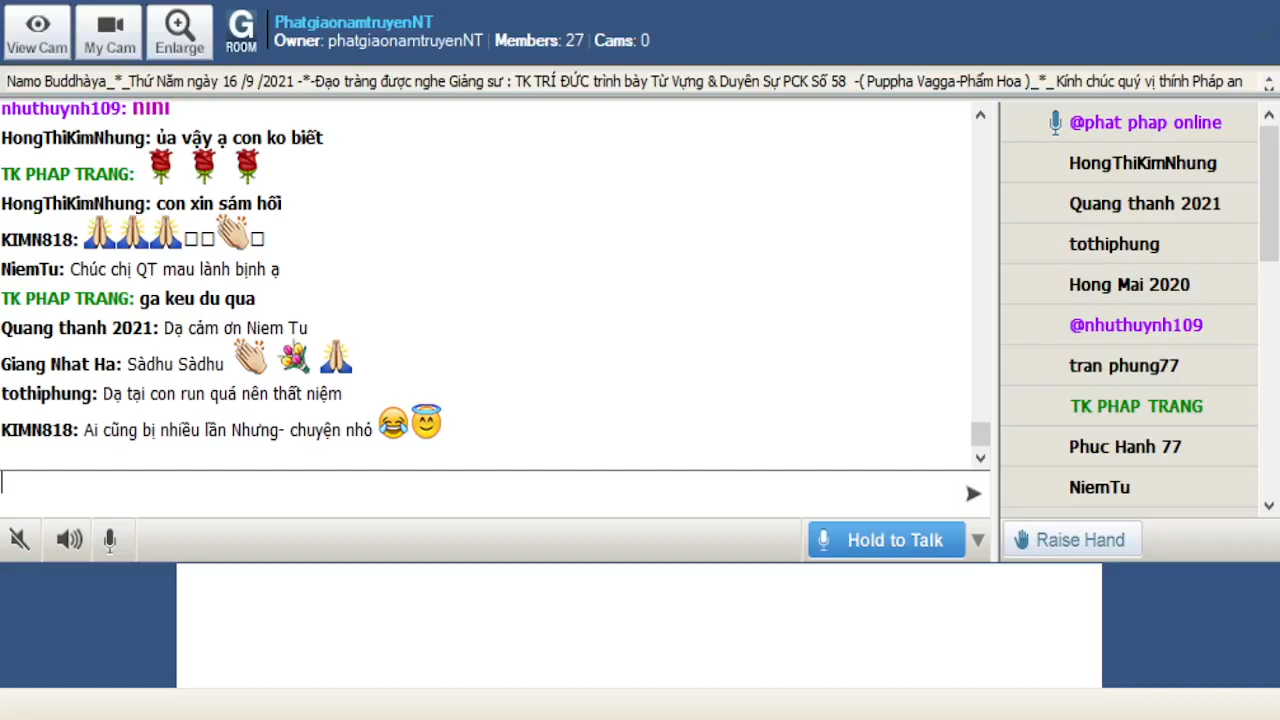 View Cam
My Cam
Enlarge
G
ROOM
PhatgiaonamtruyenNT
Owner: phatgiaonamtruyenNT | Members: 27 | Cams: 0
Namo Buddhàya_*_Thứ Năm ngày 16 /9 /2021 -*-Đạo tràng được nghe Giảng sư : TK TRÍ ĐỨC trình bày Từ Vựng & Duyên Sự PCK Số 58 -( Puppha Vagga-Phẩm Hoa )_*_ Kính chúc quý vị thính Pháp an
nhuthuynh109: nini
HongThiKimNhung: ủa vậy ạ con ko biết
TK PHAP TRANG:
HongThiKimNhung: con xin sám hối
KIMN818:
NiemTu: Chúc chị QT mau lành bịnh ạ
TK PHAP TRANG: ga keu du qua
Quang thanh 2021: Dạ cảm ơn Niem Tu
Giang Nhat Ha: Sàdhu Sàdhu
tothiphung: Dạ tại con run quá nên thất niệm
KIMN818: Ai cũng bị nhiều lần Nhưng- chuyện nhỏ
@phat phap online
HongThiKimNhung
Quang thanh 2021
tothiphung
Hong Mai 2020
@nhuthuynh109
tran phung77
TK PHAP TRANG
Phuc Hanh 77
NiemTu
Hold to Talk
Raise Hand